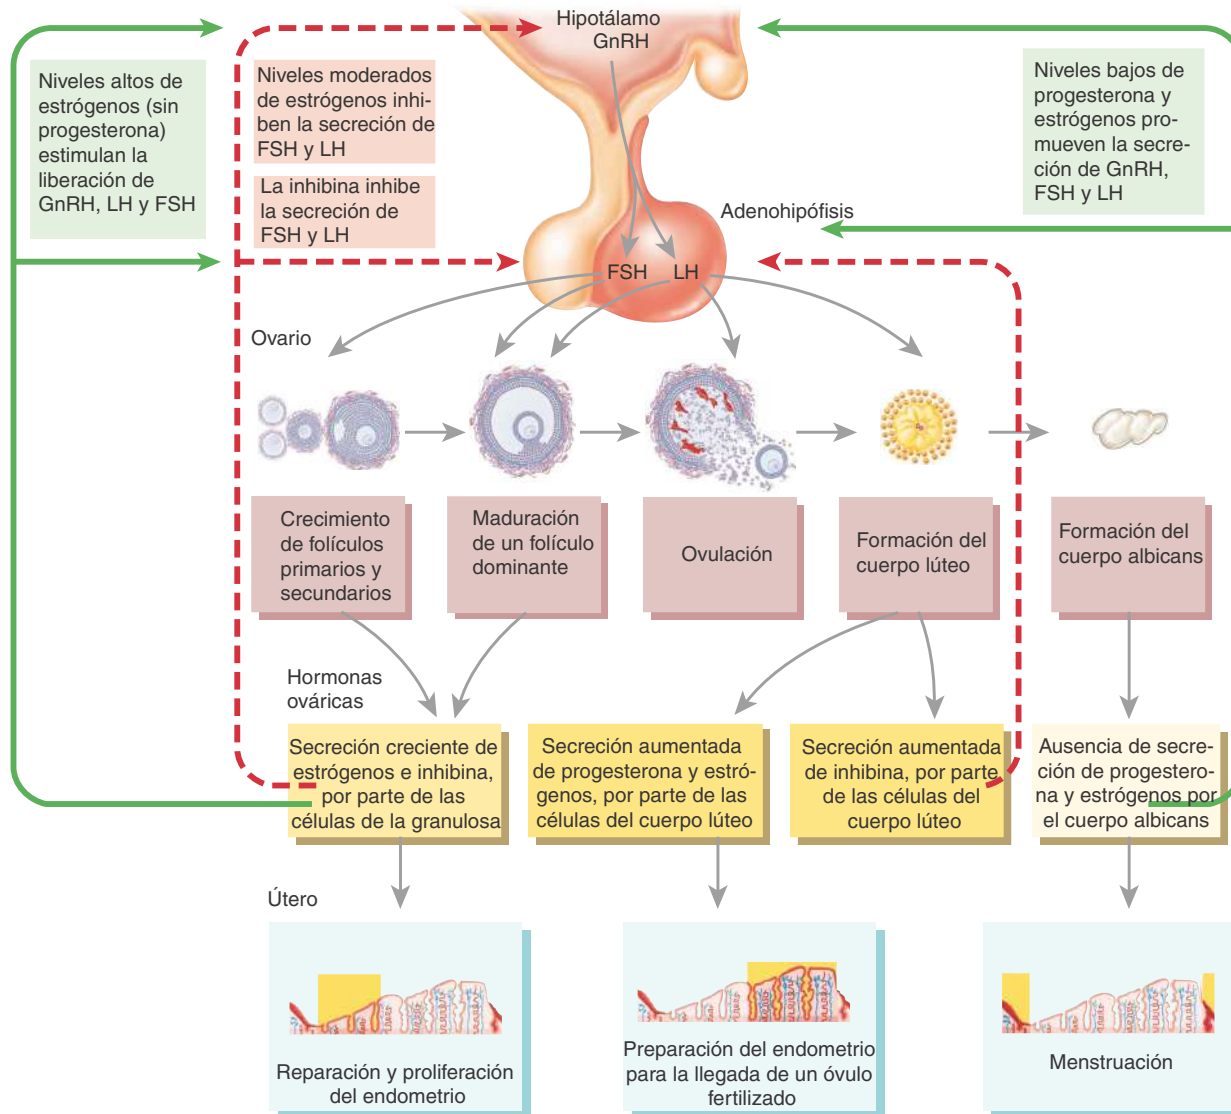 Hipotálamo
GnRH
Niveles altos de
estrógenos (sin
progesterona)
estimulan la
liberación de
GnRH, LH y FSH
Niveles moderados
de estrógenos inhi-
ben la secreción de
FSH y LH
La inhibina inhibe
la secreción de
FSH y LH
Niveles bajos de
progesterona y
estrógenos pro-
mueven la secre-
ción de GnRH,
FSH y LH
Adenohipófisis
FSH
LH
Ovario
Crecimiento
de folículos
primarios y
secundarios
Maduración
de un folículo
dominante
Ovulación
Formación del
cuerpo lúteo
Formación del
cuerpo albicans
Hormonas
ováricas
Secreción creciente de
estrógenos e inhibina,
por parte de las
células de la granulosa
Secreción aumentada
de progesterona y estró-
genos, por parte de las
células del cuerpo lúteo
Secreción aumentada
de inhibina, por parte
de las células del
cuerpo lúteo
Ausencia de secre-
ción de progestero-
na y estrógenos por
el cuerpo albicans
Útero
Reparación y proliferación
del endometrio
Preparación del endometrio
para la llegada de un óvulo
fertilizado
Menstruación